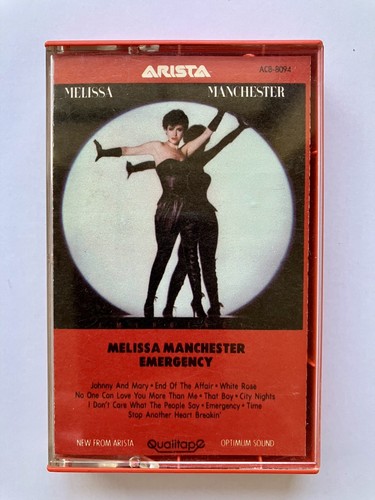 ARISTA AC8-8094
MELISSA MANCHESTER
EMERGENCY
MELISSA MANCHESTER
EMERGENCY
Johnny And Mary • End Of The Affair • White Rose
No One Can Love You More Than Me • That Boy • City Nights
I Don't Care What The People Say • Emergency • Time
Stop Another Heart Breakin'
NEW FROM ARISTA Qualitape OPTIMUM SOUND